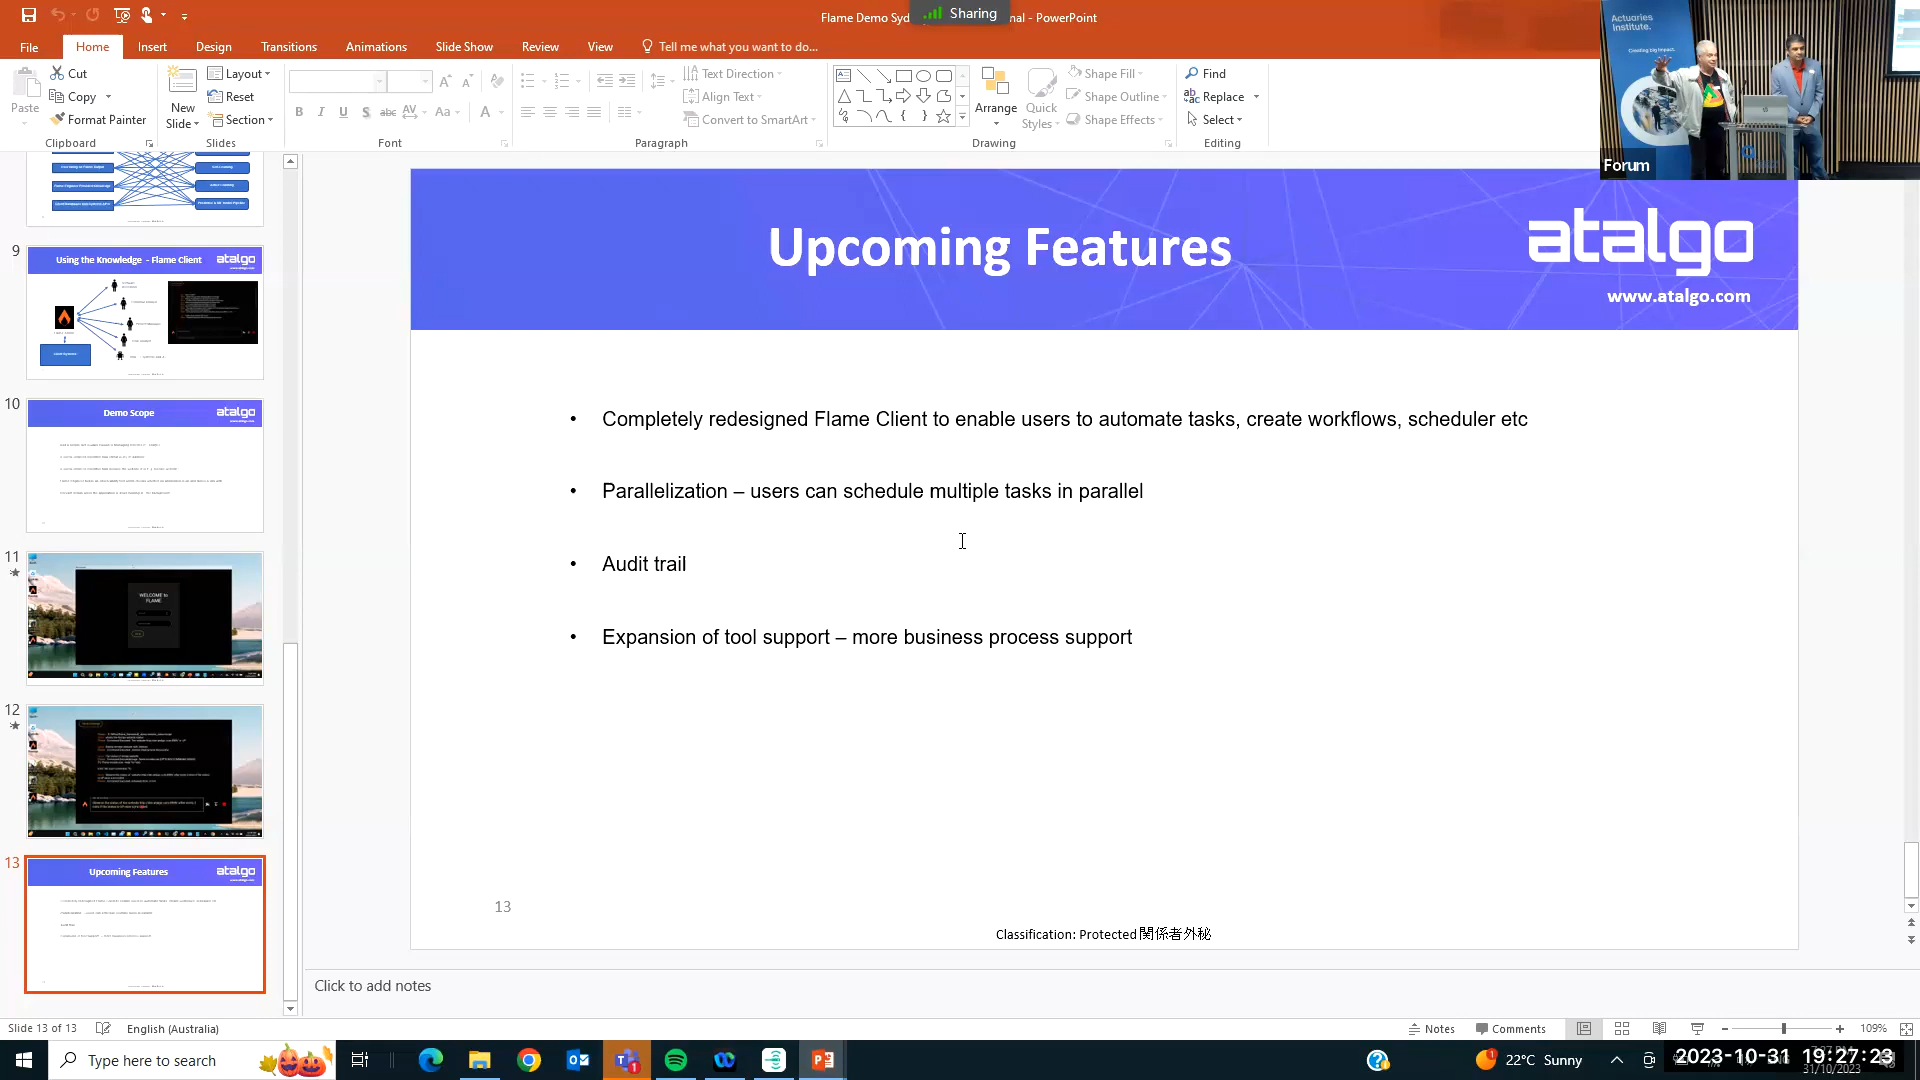 Flame Demo Syd
Sharing
nal - PowerPoint
File
Home
Insert
Design
Transitions
Animations
Slide Show
Review
View
Tell me what you want to do...
Paste
Cut
Copy
Format Painter
Clipboard
New Slide
Layout
Reset
Section
Slides
Font
Text Direction
Align Text
Convert to SmartArt
Paragraph
Arrange
Quick Styles
Shape Fill
Shape Outline
Shape Effects
Drawing
Find
Replace
Select
Editing
Actuaries
Institute.
Creating big impact.
Forum
9
Using the Knowledge - Flame Client
atalgo
10
Demo Scope
atalgo
11
WELCOME to
FLAME
12
13
Upcoming Features
atalgo
Upcoming Features
atalgo
www.atalgo.com
• Completely redesigned Flame Client to enable users to automate tasks, create workflows, scheduler etc
• Parallelization – users can schedule multiple tasks in parallel
• Audit trail
• Expansion of tool support – more business process support
13
Classification: Protected 関係者外秘
Click to add notes
Slide 13 of 13
English (Australia)
Notes
Comments
109%
Type here to search
22°C Sunny
2023-10-31 19:27:23
31/10/2023